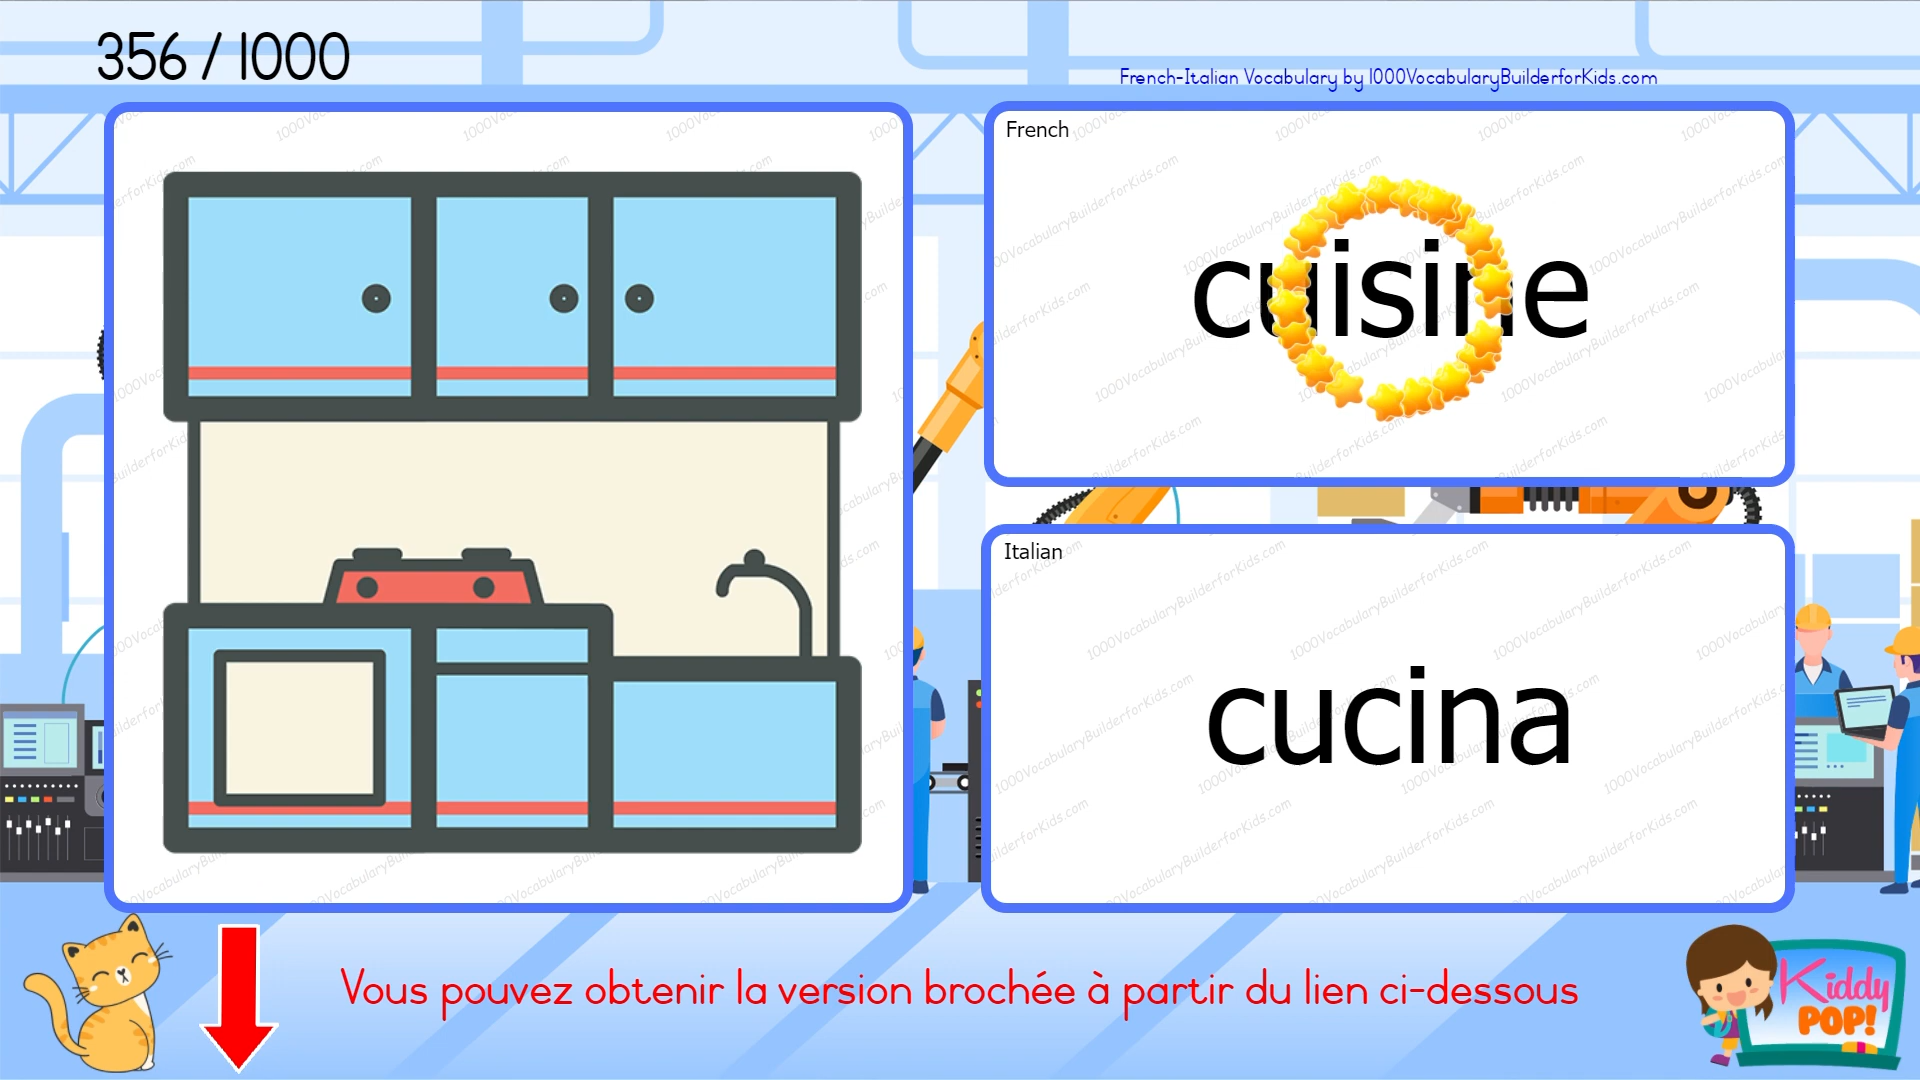 356 / 1000
French-Italian Vocabulary by 1000VocabularyBuilderforKids.com
French
cuisine
Italian
cucina
Vous pouvez obtenir la version brochée à partir du lien ci-dessous
Kiddy
POP!